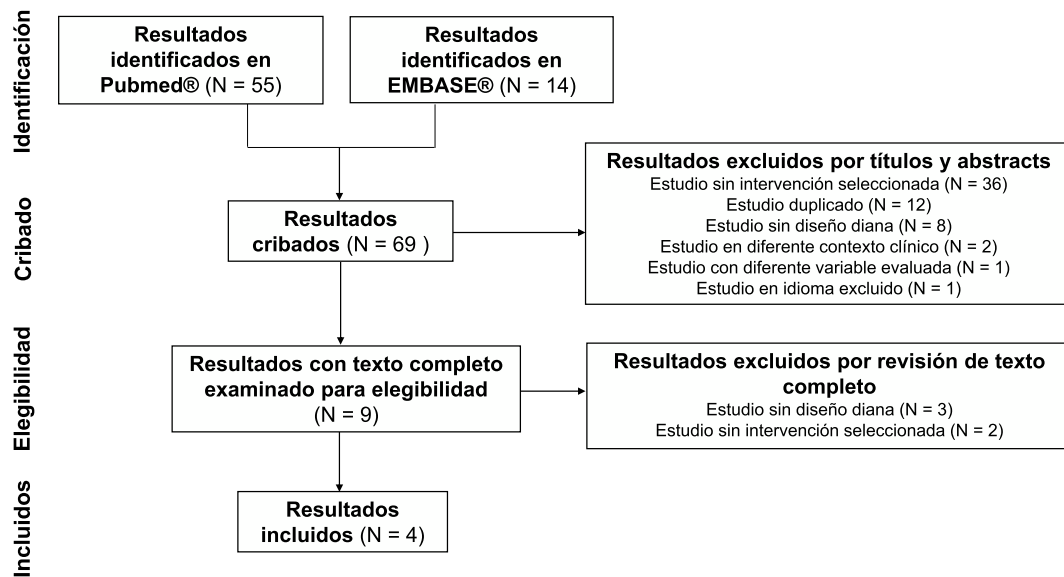 Identificación
Resultados
identificados en
Pubmed® (N = 55)
Resultados
identificados en
EMBASE® (N = 14)
Cribado
Resultados
cribados (N = 69 )
Resultados excluidos por títulos y abstracts
Estudio sin intervención seleccionada (N = 36)
Estudio duplicado (N = 12)
Estudio sin diseño diana (N = 8)
Estudio en diferente contexto clínico (N = 2)
Estudio con diferente variable evaluada (N = 1)
Estudio en idioma excluido (N = 1)
Elegibilidad
Resultados con texto completo
examinado para elegibilidad
(N = 9)
Resultados excluidos por revisión de texto
completo
Estudio sin diseño diana (N = 3)
Estudio sin intervención seleccionada (N = 2)
Incluidos
Resultados
incluidos (N = 4)